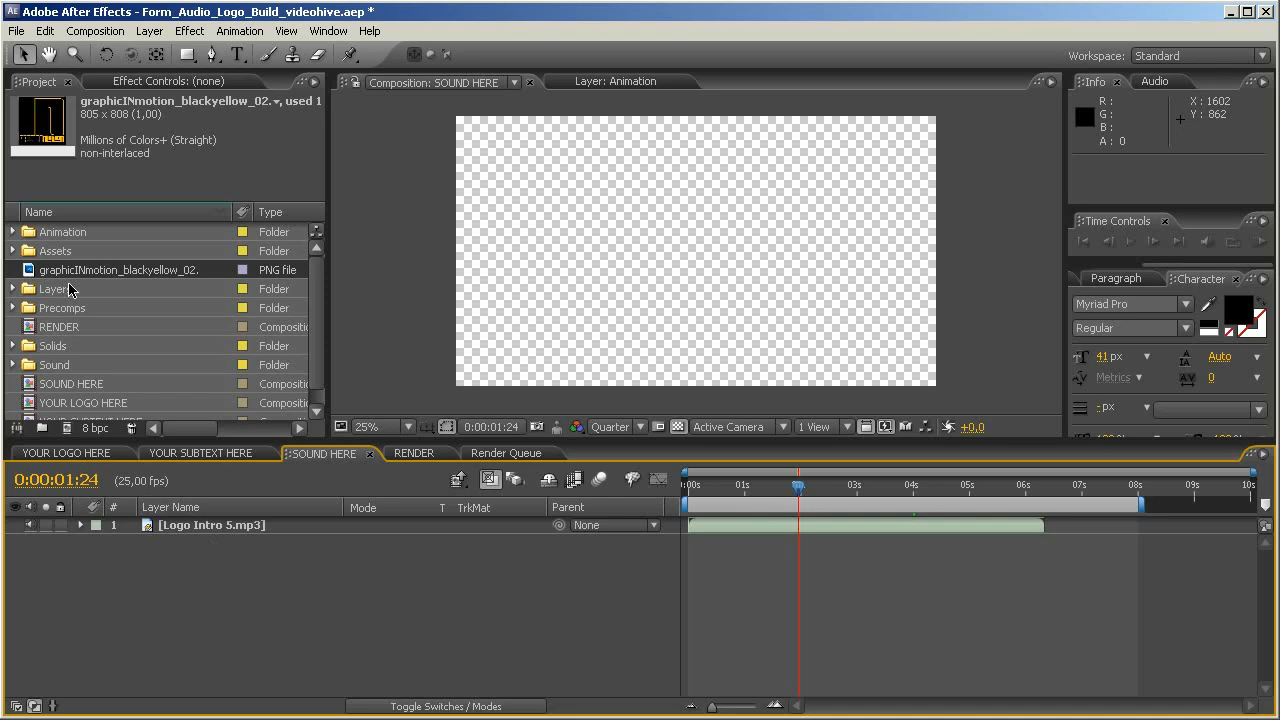 Adobe After Effects - Form_Audio_Logo_Build_videohive.aep *
File Edit Composition Layer Effect Animation View Window Help
Workspace: Standard
Project Effect Controls: (none)
Composition: SOUND HERE Layer: Animation
Info Audio
graphicINmotion_blackyellow_02. , used 1
805 x 808 (1,00)
Millions of Colors+ (Straight)
non-interlaced
R :
G :
B :
A : 0
X : 1602
Y : 862
Name Type
Animation Folder
Assets Folder
graphicINmotion_blackyellow_02. PNG file
Layers Folder
Precomps Folder
RENDER Compositi
Solids Folder
Sound Folder
SOUND HERE Compositi
YOUR LOGO HERE Compositi
8 bpc
Time Controls
Paragraph Character
Myriad Pro
Regular
41 px Auto
Metrics 0
- px
25% 0:00:01:24 Quarter Active Camera 1 View +0,0
YOUR LOGO HERE YOUR SUBTEXT HERE SOUND HERE RENDER Render Queue
0:00:01:24 (25,00 fps)
:00s 01s 02s 03s 04s 05s 06s 07s 08s 09s 10s
# Layer Name Mode T TrkMat Parent
1 [Logo Intro 5.mp3] None
Toggle Switches / Modes